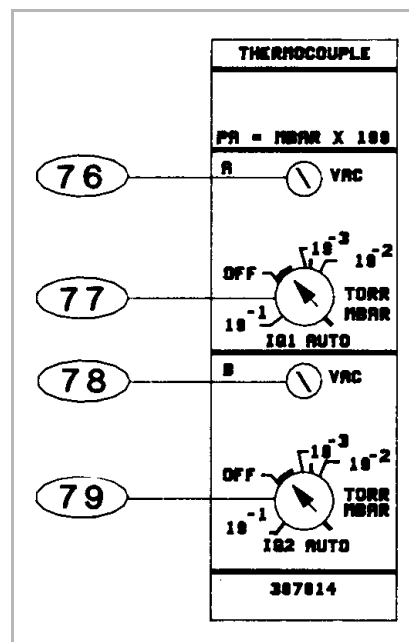 THERMOCOUPLE
PA = MBAR X 100
76
A
VAC
10-3
10-2
OFF
77
TORR
MBAR
10-1
IG1 AUTO
78
B
VAC
10-3
10-2
OFF
79
TORR
MBAR
10-1
IG2 AUTO
307014